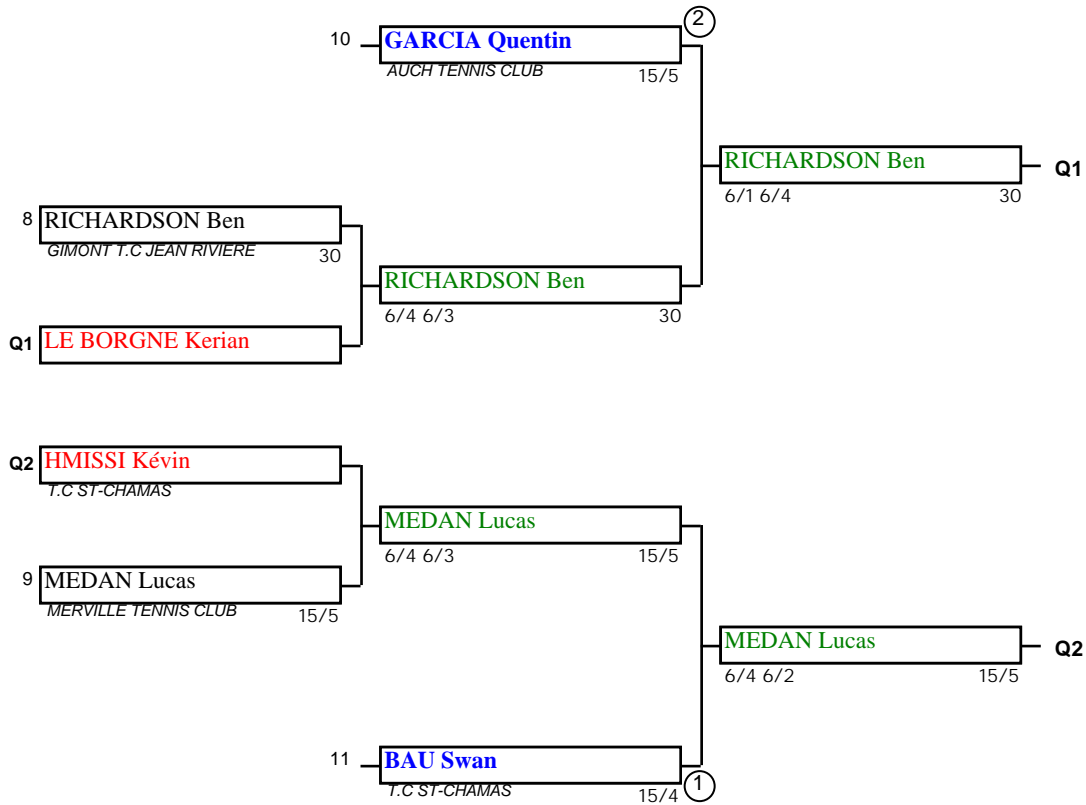 2
10 GARCIA Quentin
AUCH TENNIS CLUB 15/5
RICHARDSON Ben Q1
6/1 6/4 30
8 RICHARDSON Ben
GIMONT T.C JEAN RIVIERE 30
RICHARDSON Ben
6/4 6/3 30
Q1 LE BORGNE Kerian
Q2 HMISSI Kévin
T.C ST-CHAMAS
MEDAN Lucas
6/4 6/3 15/5
9 MEDAN Lucas
MERVILLE TENNIS CLUB 15/5
MEDAN Lucas Q2
6/4 6/2 15/5
11 BAU Swan
T.C ST-CHAMAS 15/4
1